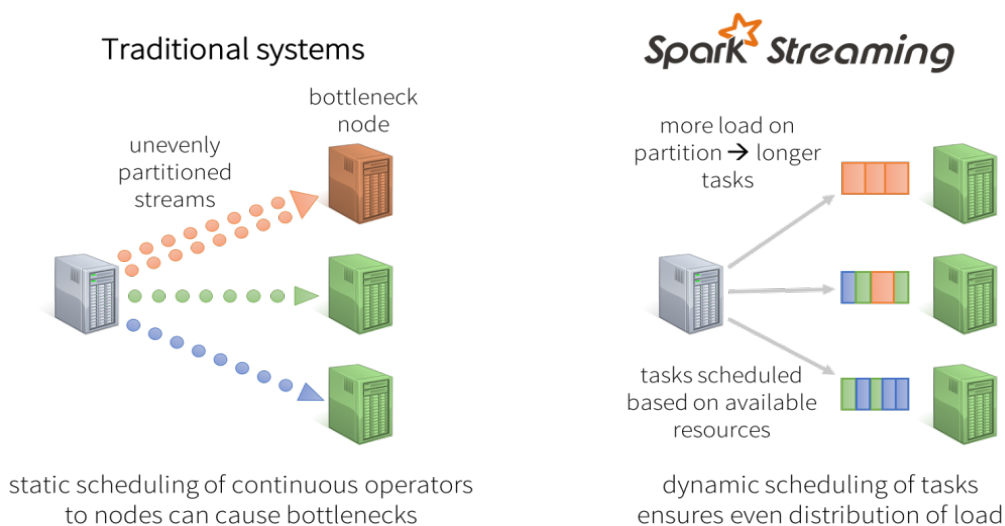 Traditional systems
bottleneck
node
unevenly
partitioned
streams
static scheduling of continuous operators
to nodes can cause bottlenecks
Spark Streaming
more load on
partition → longer
tasks
tasks scheduled
based on available
resources
dynamic scheduling of tasks
ensures even distribution of load